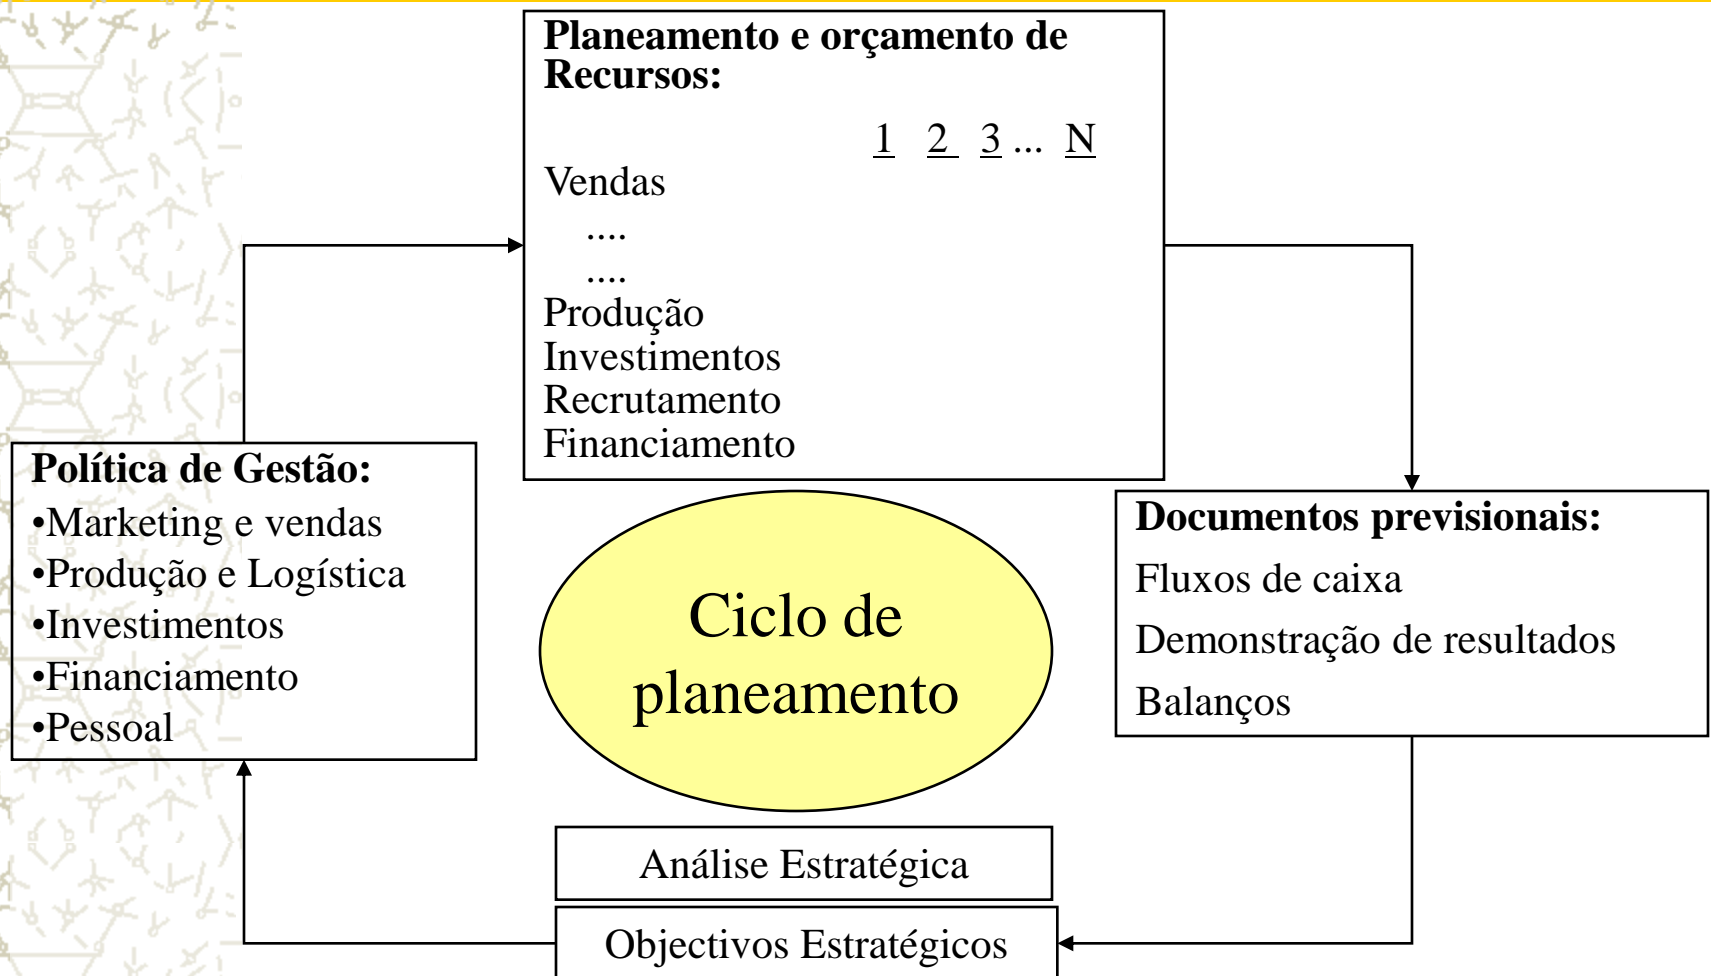 Planeamento e orçamento de
Recursos:
1 2 3 ... N
Vendas
....
....
Produção
Investimentos
Recrutamento
Financiamento
Política de Gestão:
•Marketing e vendas
•Produção e Logística
•Investimentos
•Financiamento
•Pessoal
Ciclo de
planeamento
Documentos previsionais:
Fluxos de caixa
Demonstração de resultados
Balanços
Análise Estratégica
Objectivos Estratégicos